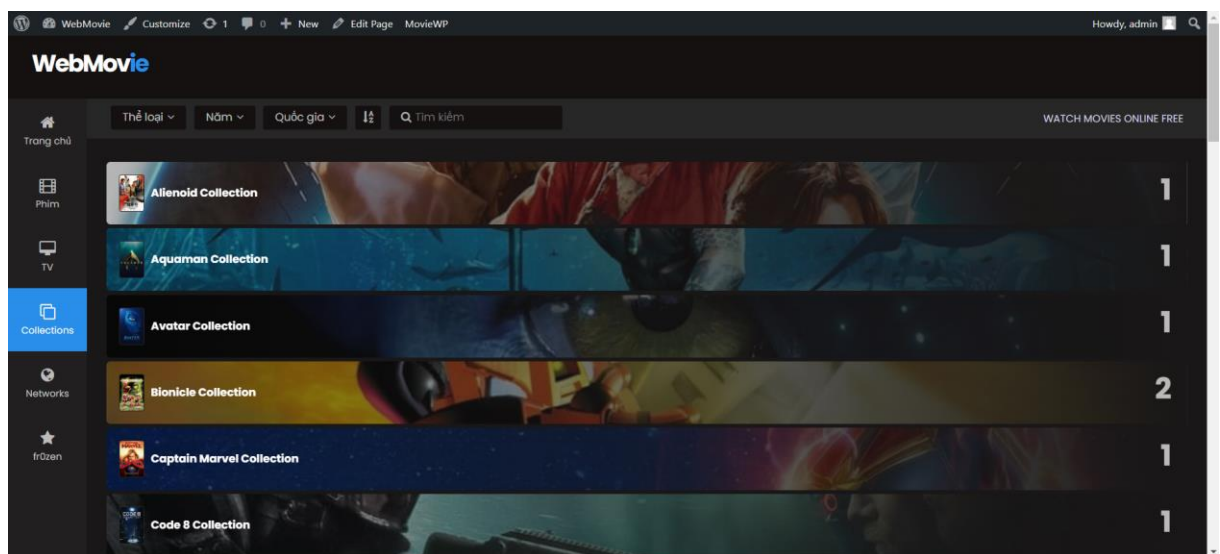 WebMovie Customize 1 0 New Edit Page MovieWP Howdy, admin
WebMovie
Thể loại Năm Quốc gia Tìm kiếm WATCH MOVIES ONLINE FREE
Trang chủ
Phim
TV
Collections
Networks
fr0zen
Alienoid Collection 1
Aquaman Collection 1
Avatar Collection 1
Bionicle Collection 2
Captain Marvel Collection 1
Code 8 Collection 1